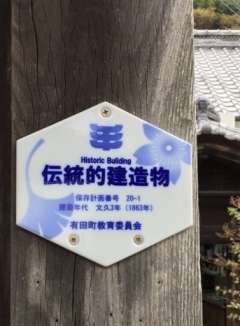 Historic Building
伝統的建造物
保存計画番号 20-1
建築年代 文久3年（1863年）
有田町教育委員会